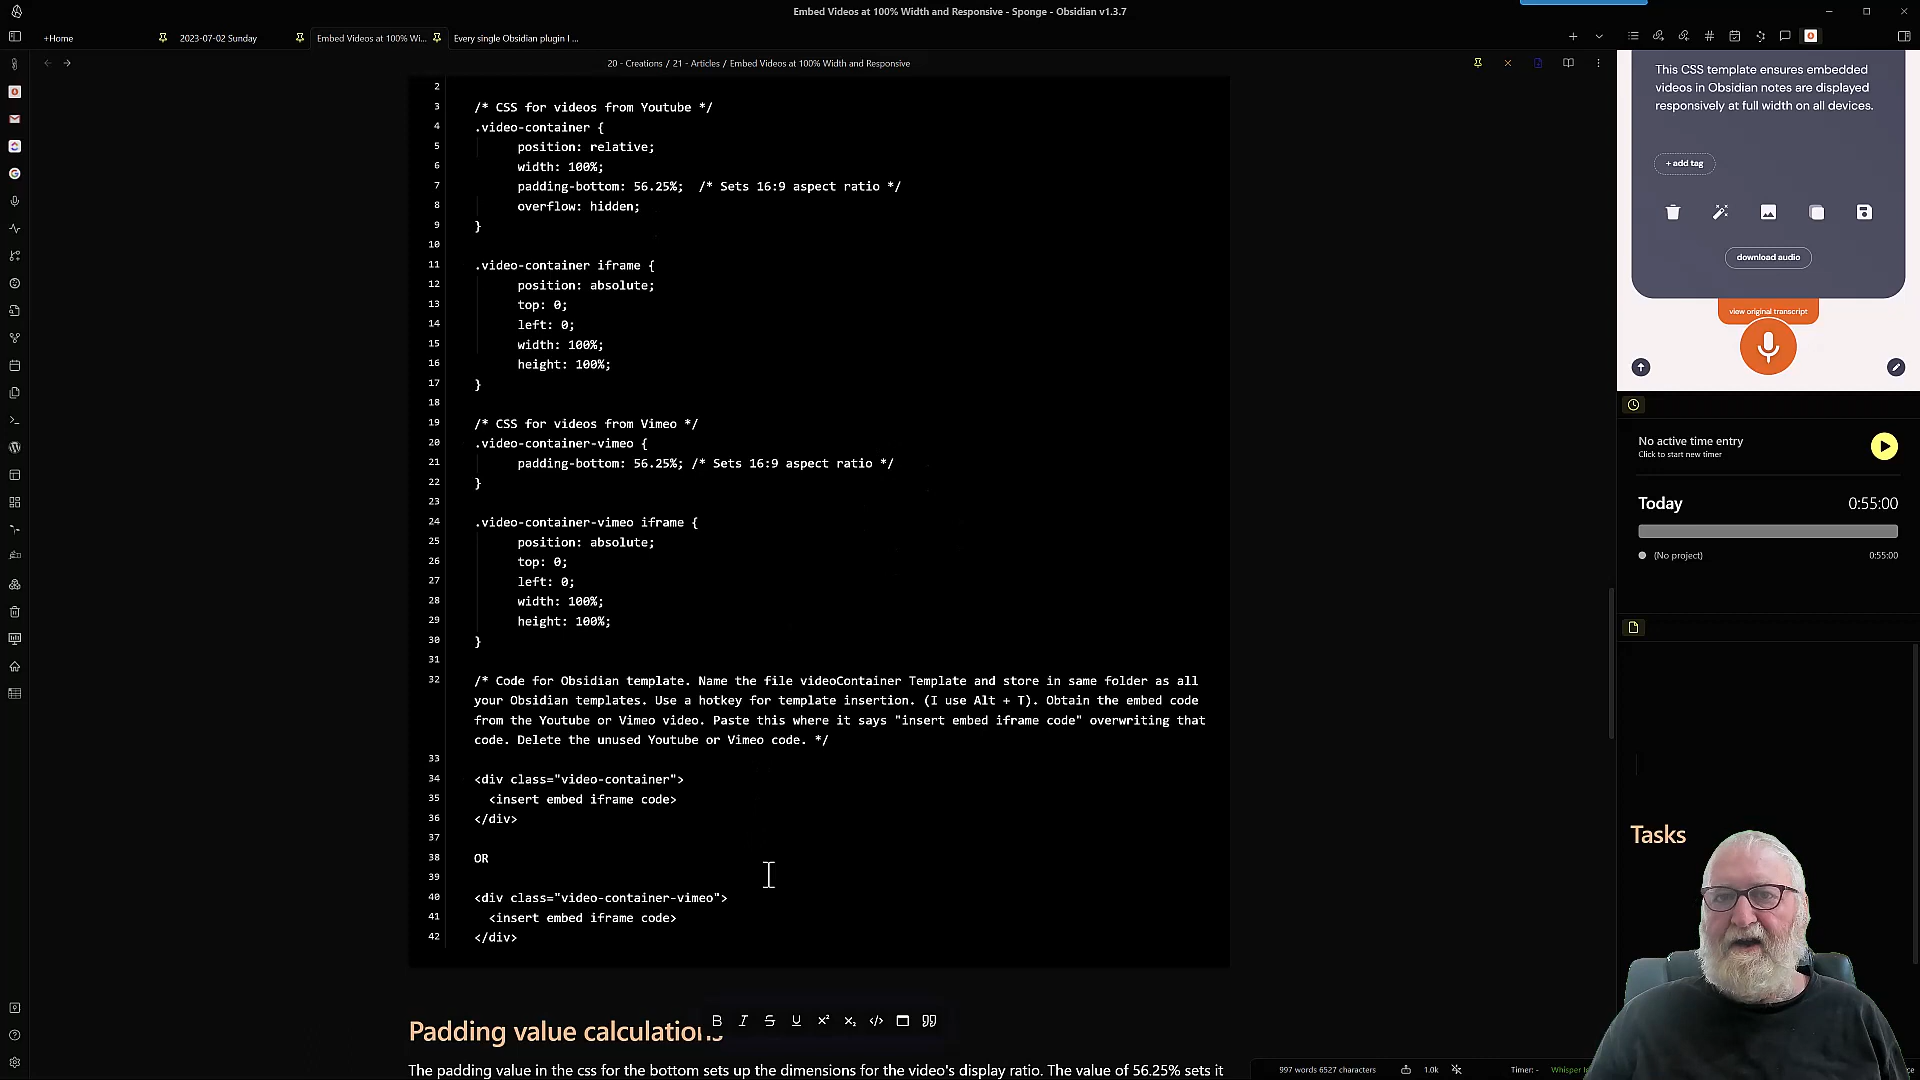 Embed Videos at 100% Width and Responsive - Sponge - Obsidian v1.3.7
+Home
2023-07-02 Sunday
Embed Videos at 100% Wi...
Every single Obsidian plugin I ...
20 - Creations / 21 - Articles / Embed Videos at 100% Width and Responsive
2
3 /* CSS for videos from Youtube */
4 .video-container {
5 position: relative;
6 width: 100%;
7 padding-bottom: 56.25%; /* Sets 16:9 aspect ratio */
8 overflow: hidden;
9 }
10
11 .video-container iframe {
12 position: absolute;
13 top: 0;
14 left: 0;
15 width: 100%;
16 height: 100%;
17 }
18
19 /* CSS for videos from Vimeo */
20 .video-container-vimeo {
21 padding-bottom: 56.25%; /* Sets 16:9 aspect ratio */
22 }
23
24 .video-container-vimeo iframe {
25 position: absolute;
26 top: 0;
27 left: 0;
28 width: 100%;
29 height: 100%;
30 }
31
32 /* Code for Obsidian template. Name the file videoContainer Template and store in same folder as all
your Obsidian templates. Use a hotkey for template insertion. (I use Alt + T). Obtain the embed code
from the Youtube or Vimeo video. Paste this where it says "insert embed iframe code" overwriting that
code. Delete the unused Youtube or Vimeo code. */
33
34 <div class="video-container">
35 <insert embed iframe code>
36 </div>
37
38 OR
39
40 <div class="video-container-vimeo">
41 <insert embed iframe code>
42 </div>
Padding value calculations
B I S U X² X₂ </>
The padding value in the css for the bottom sets up the dimensions for the video's display ratio. The value of 56.25% sets it
This CSS template ensures embedded
videos in Obsidian notes are displayed
responsively at full width on all devices.
+ add tag
download audio
view original transcript
No active time entry
Click to start new timer
Today 0:55:00
(No project) 0:55:00
Tasks
997 words 6527 characters
1.0k
Timer: -
Whisper